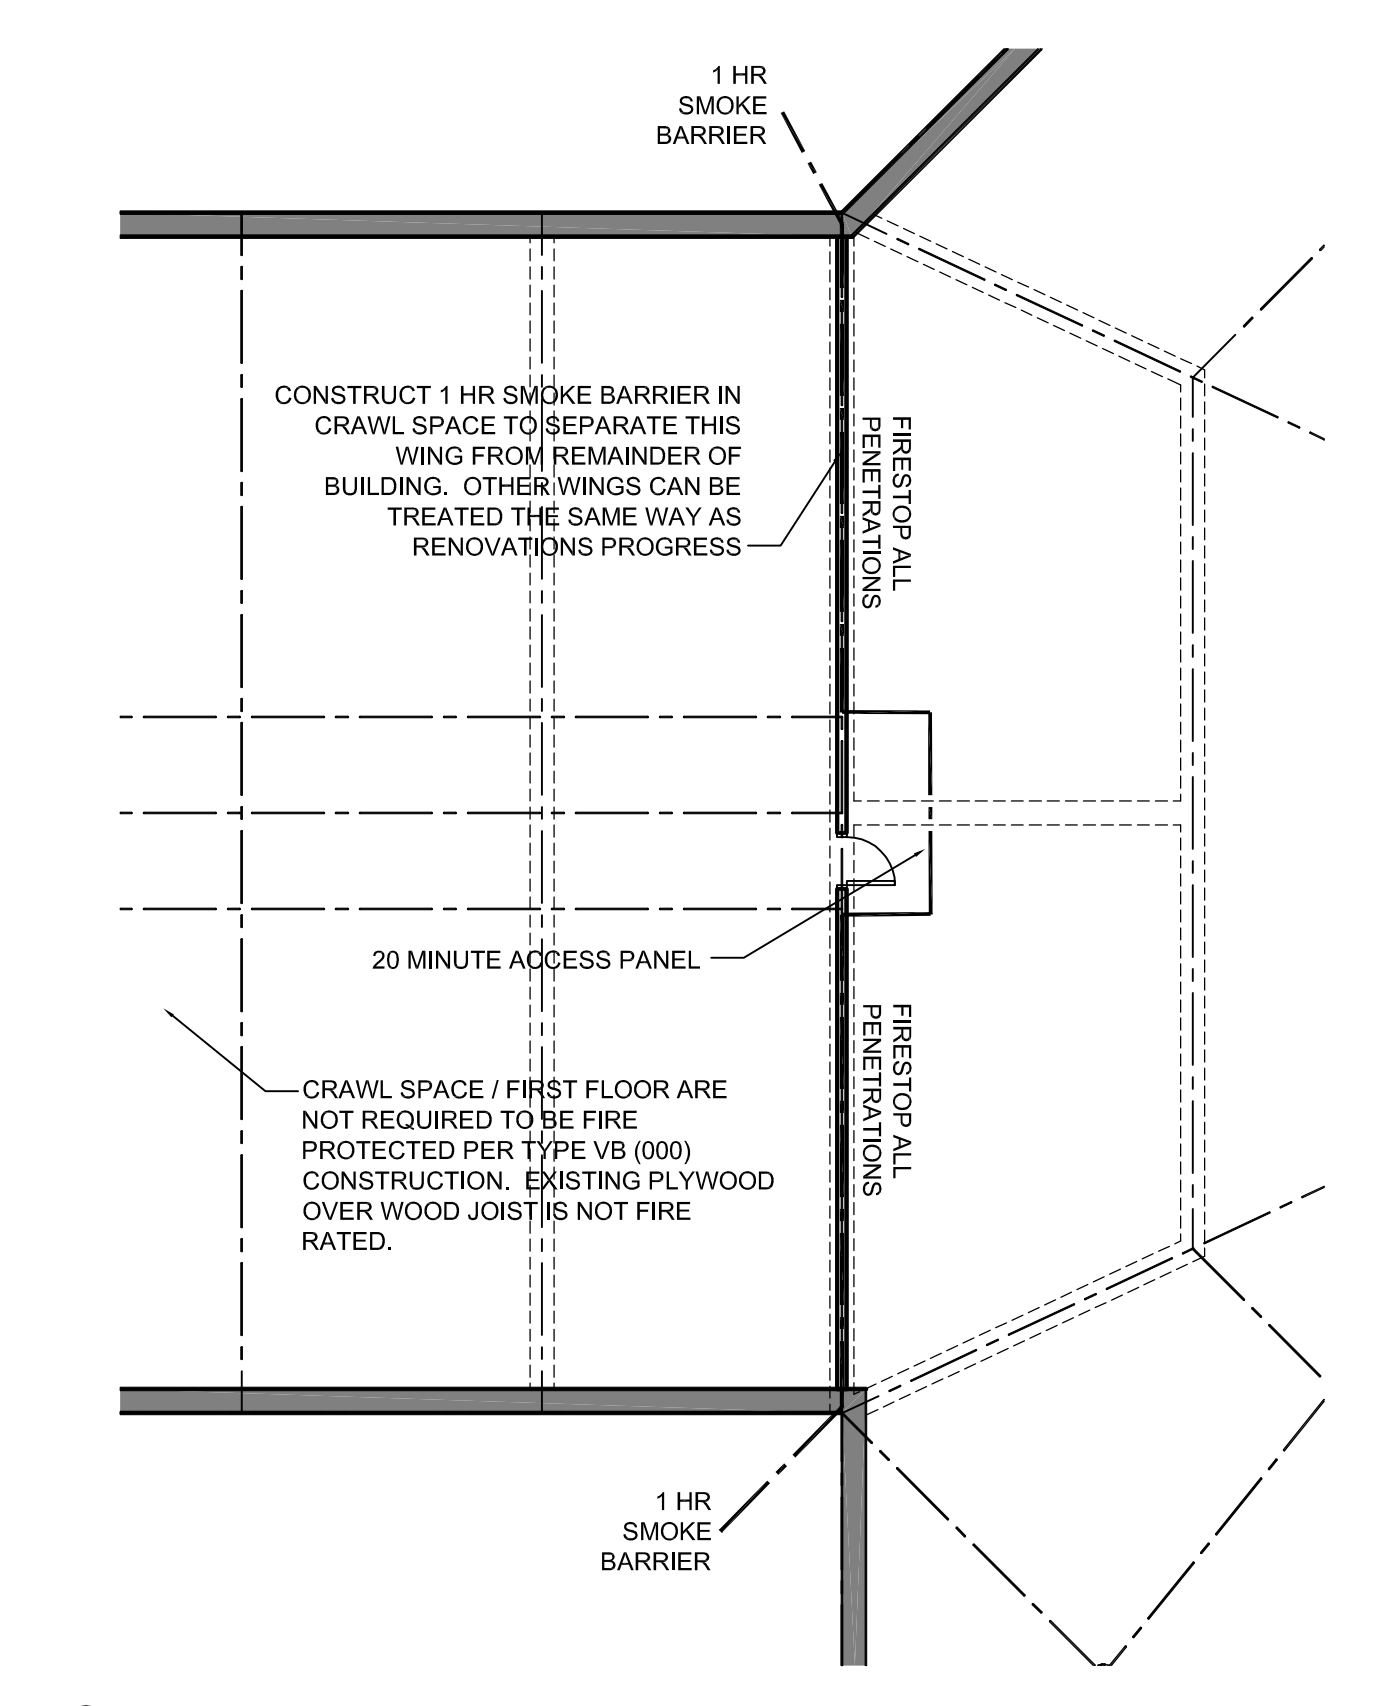 1 HR
SMOKE
BARRIER
CONSTRUCT 1 HR SMOKE BARRIER IN
CRAWL SPACE TO SEPARATE THIS
WING FROM REMAINDER OF
BUILDING.  OTHER WINGS CAN BE
TREATED THE SAME WAY AS
RENOVATIONS PROGRESS
FIRESTOP ALL
PENETRATIONS
20 MINUTE ACCESS PANEL
FIRESTOP ALL
PENETRATIONS
CRAWL SPACE / FIRST FLOOR ARE
NOT REQUIRED TO BE FIRE
PROTECTED PER TYPE VB (000)
CONSTRUCTION.  EXISTING PLYWOOD
OVER WOOD JOIST IS NOT FIRE
RATED.
1 HR
SMOKE
BARRIER